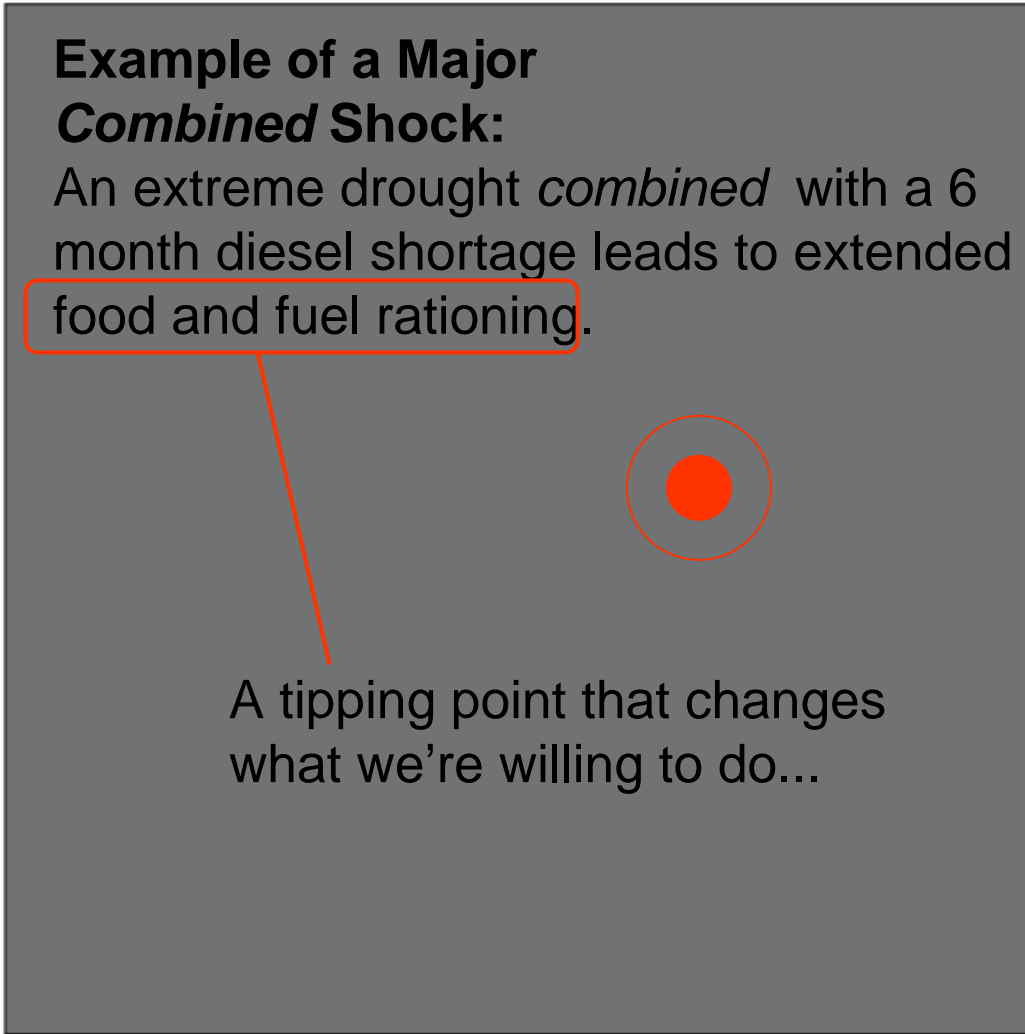 Example of a Major
Combined Shock:
An extreme drought combined with a 6
month diesel shortage leads to extended
food and fuel rationing.
A tipping point that changes
what we’re willing to do...